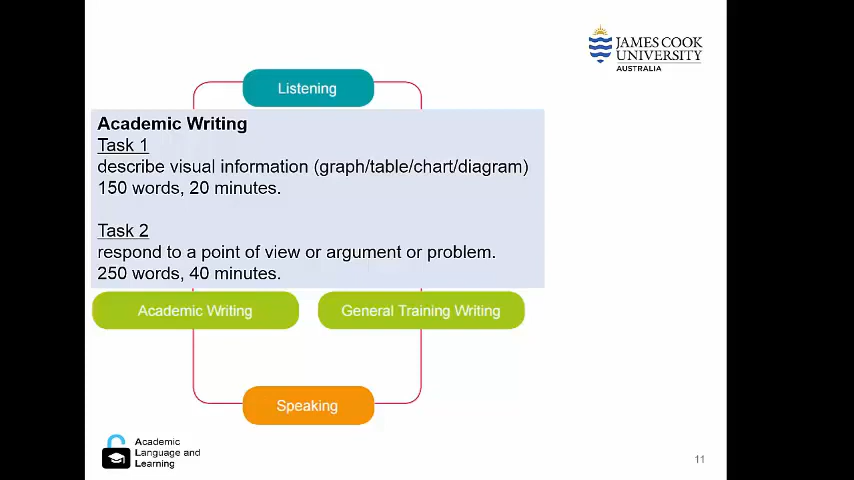 JAMES COOK
UNIVERSITY
AUSTRALIA
Listening
Academic Writing
Task 1
describe visual information (graph/table/chart/diagram)
150 words, 20 minutes.
Task 2
respond to a point of view or argument or problem.
250 words, 40 minutes.
Academic Writing
General Training Writing
Speaking
Academic
Language and
Learning
11